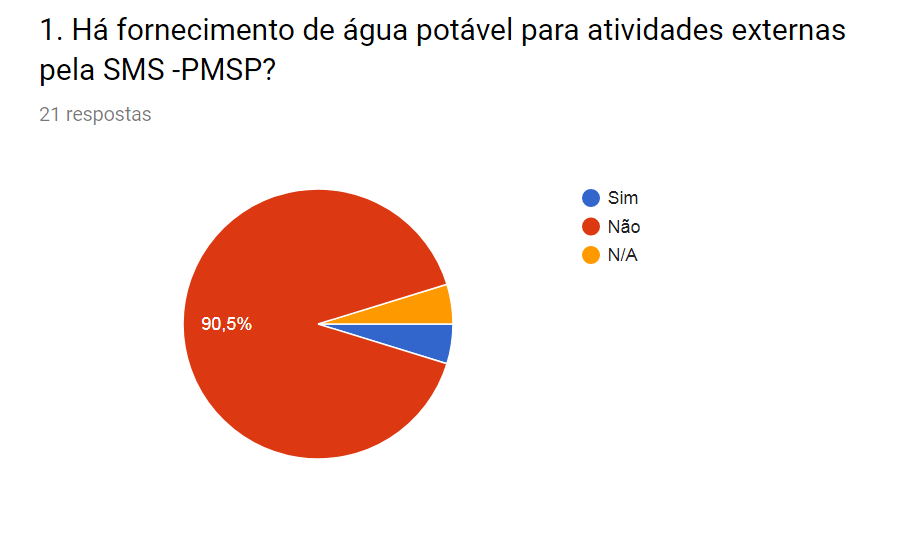 1. Há fornecimento de água potável para atividades externas
pela SMS -PMSP?
21 respostas
Sim
Não
N/A
90,5%